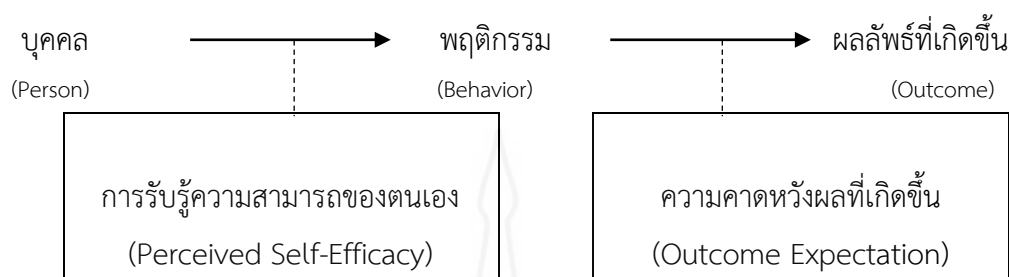 บุคคล พฤติกรรม ผลลัพธ์ที่เกิดขึ้น
(Person) (Behavior) (Outcome)
การรับรู้ความสามารถของตนเอง ความคาดหวังผลที่เกิดขึ้น
(Perceived Self-Efficacy) (Outcome Expectation)